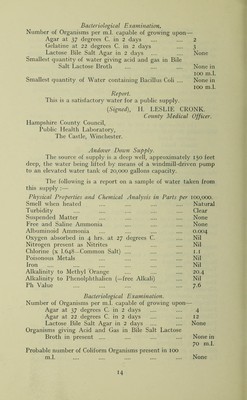 Bacteriological Examination.
Number of Organisms per m.l. capable of growing upon—
Agar at 37 degrees C. in 2 days ... ... 2
Gelatine at 22 degrees C. in 2 days ... ... 3
Lactose Bile Salt Agar in 2 days ... ... None
Smallest quantity of water giving acid and gas in Bile
Salt Lactose Broth ... ... ... None in
100 m.l.
Smallest quantity of Water containing Bacillus Coli ... None in
100 m.l.
Report.
This is a satisfactory water for a public supply.
(Signed), H. LESLIE CRONK.
County Medical Officer.
Hampshire County Council,
Public Health Laboratory,
The Castle, Winchester.
Andover Down Supply.
The source of supply is a deep well, approximately 130 feet
deep, the water being lifted by means of a windmill-driven pump
to an elevated water tank of 20,000 gallons capacity.
The following is a report on a sample of water taken from
this supply :—
Physical Properties and Chemical Analysis in Parts per 100,000.
Smell when heated ... ... ... ... Natural
Turbidity ... ... ... ... ... Clear
Suspended Matter ... ... ... ... None
Free and Saline Ammonia ... ... ... None
Albuminoid Ammonia ... ... ... ... 0.004
Oxygen absorbed in 4 hrs. at 27 degrees C. ... Nil
Nitrogen present as Nitrites ... ... ... Nil
Chlorine (x 1.648—Common Salt) ... ... ... 1.1
Poisonous Metals ... ... ... ... Nil
Iron ... ... ... ... ... Nil
Alkalinity to Methyl Orange ... ... ... 20.4
Alkalinity to Phenolphthalein (—free Alkali) ... Nil
Ph Value ... ... ... ... ... 7.6
Bacteriological Examination.
Number of Organisms per m.l. capable of growing upon—
Agar at 37 degrees C. in 2 days ... ... 4
Agar at 22 degrees C. in 2 days ... ... 12
Lactose Bile Salt Agar in 2 days ... ... None
Organisms giving Acid and Gas in Bile Salt Lactose
Broth in present ... ... ... ... None in
70 m.l.
Probable number of Coliform Organisms present in 100
m.l. ... ... ... ... ... None
14